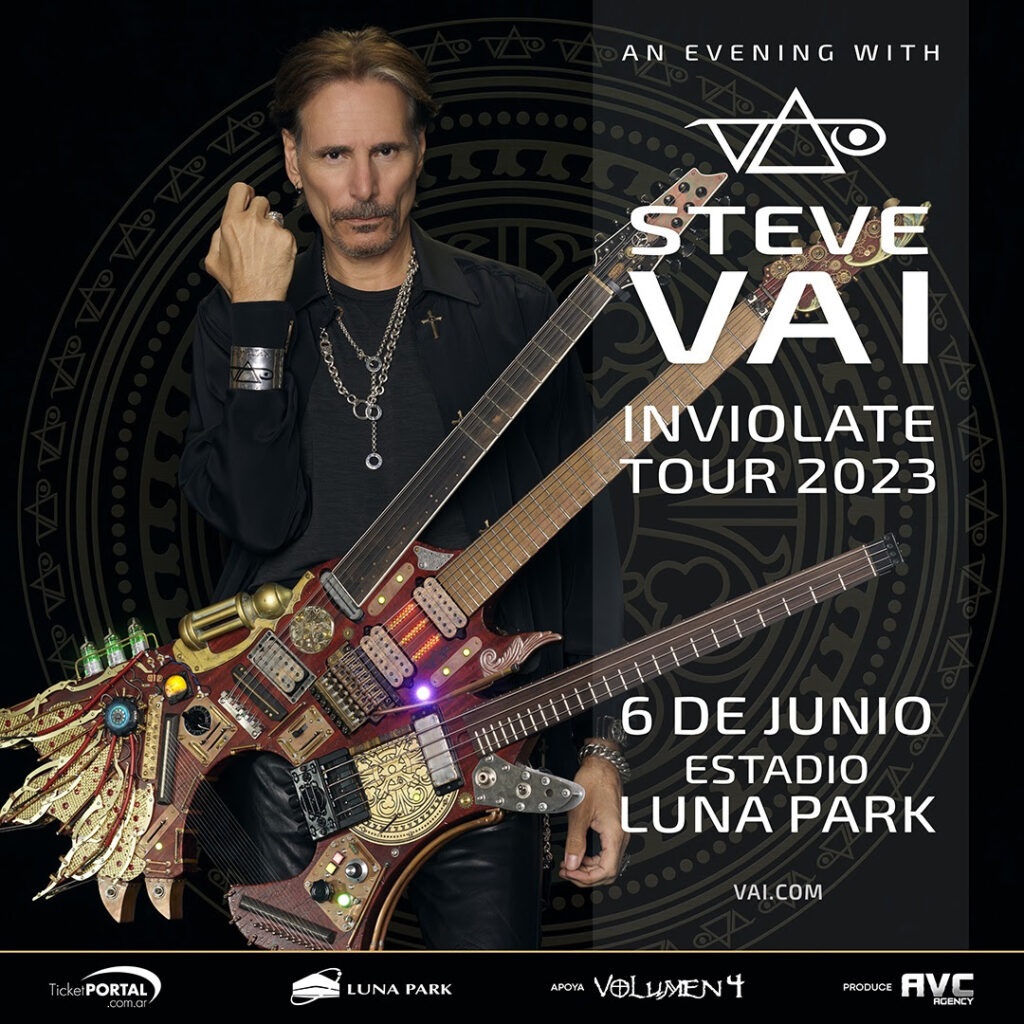 AN EVENING WITH
VAI
STEVE
VAI
INVIOLATE
TOUR 2023
6 DE JUNIO
ESTADIO
LUNA PARK
VAI.COM
TicketPORTAL
.com.ar
LUNA PARK
APOYA VOLUMEN 4
PRODUCE AVC
AGENCY